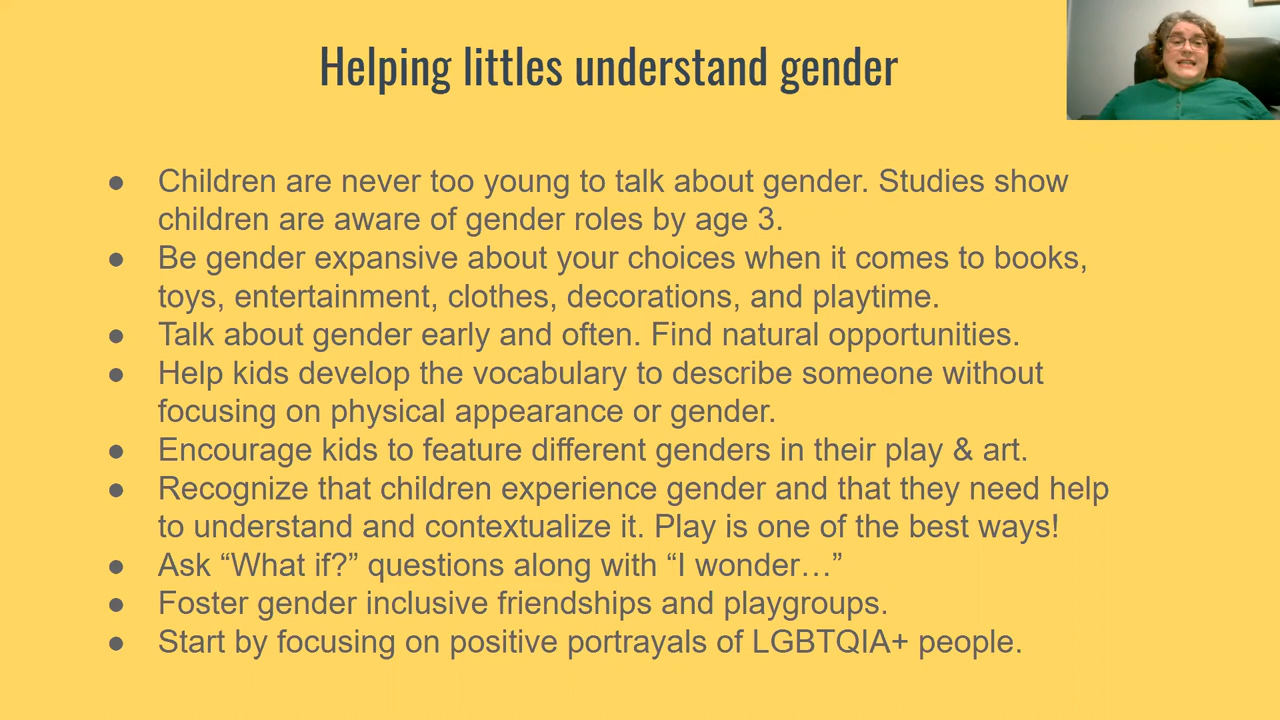 Helping littles understand gender
● Children are never too young to talk about gender. Studies show
children are aware of gender roles by age 3.
● Be gender expansive about your choices when it comes to books,
toys, entertainment, clothes, decorations, and playtime.
● Talk about gender early and often. Find natural opportunities.
● Help kids develop the vocabulary to describe someone without
focusing on physical appearance or gender.
● Encourage kids to feature different genders in their play & art.
● Recognize that children experience gender and that they need help
to understand and contextualize it. Play is one of the best ways!
● Ask “What if?” questions along with “I wonder…”
● Foster gender inclusive friendships and playgroups.
● Start by focusing on positive portrayals of LGBTQIA+ people.